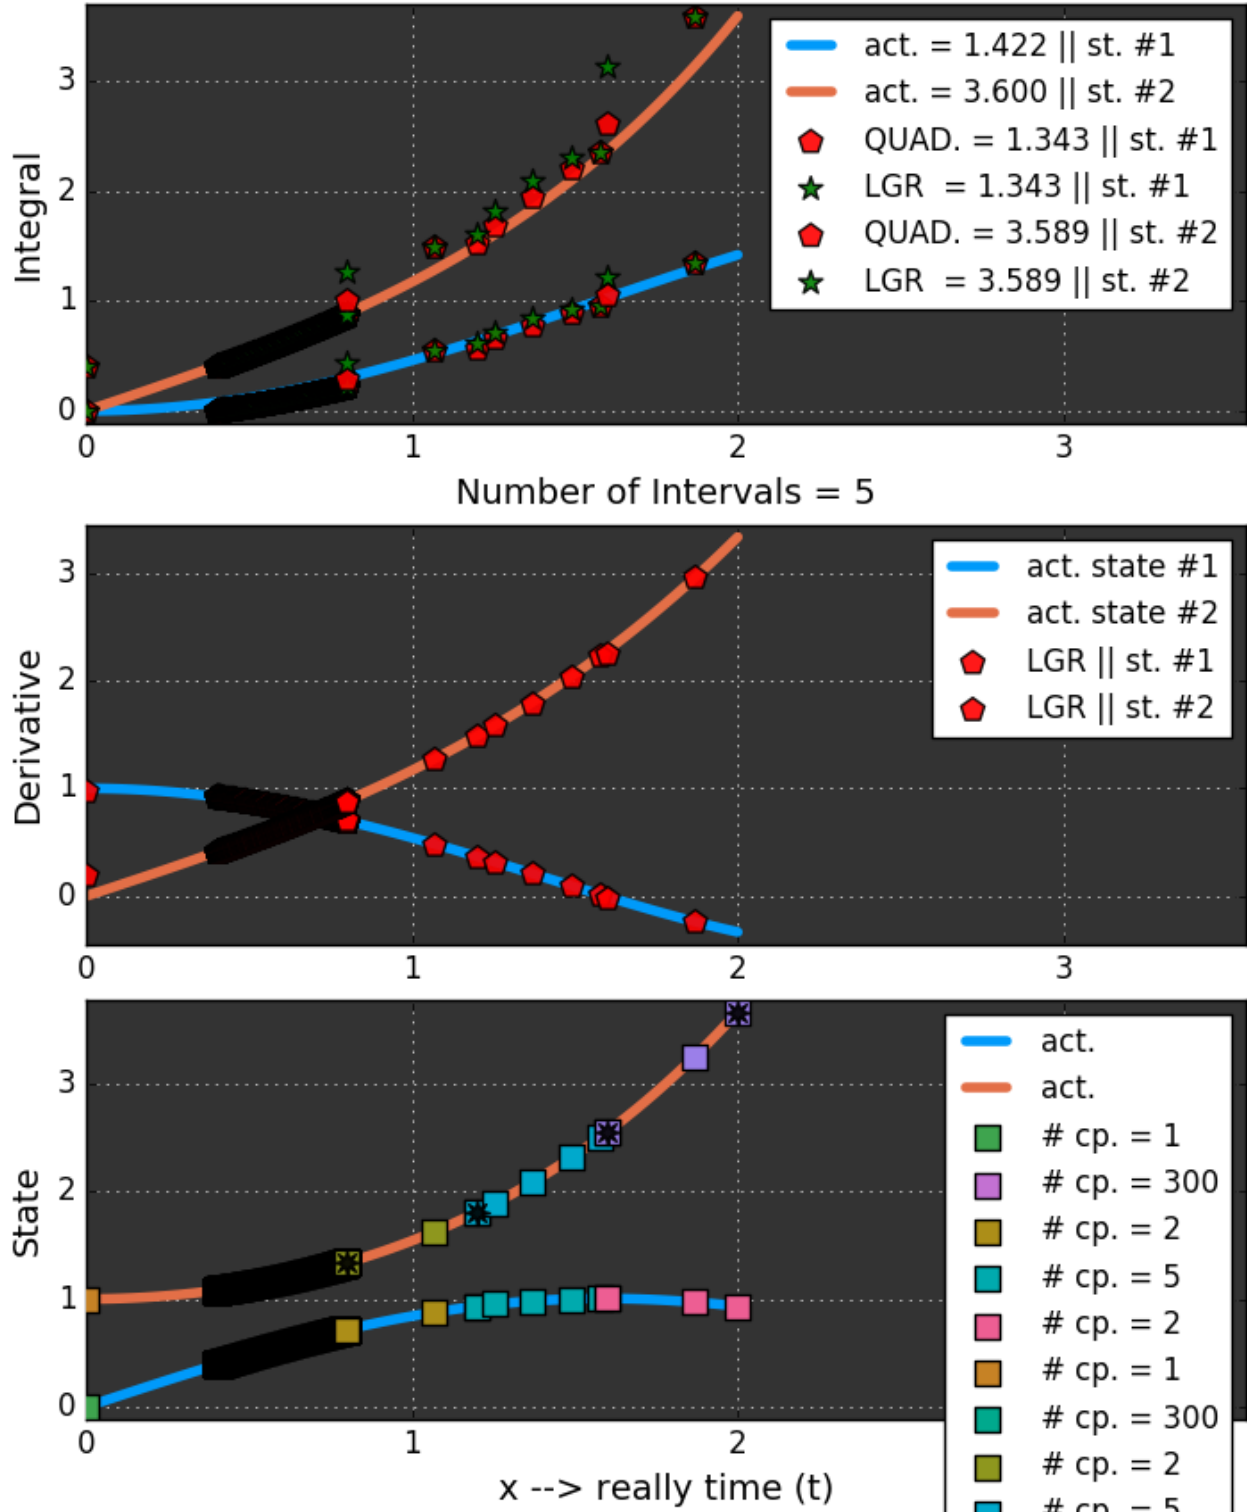 3
2
1
0
Integral
act. = 1.422 || st. #1
act. = 3.600 || st. #2
QUAD. = 1.343 || st. #1
LGR = 1.343 || st. #1
QUAD. = 3.589 || st. #2
LGR = 3.589 || st. #2
0 1 2 3
Number of Intervals = 5
3
2
1
0
Derivative
act. state #1
act. state #2
LGR || st. #1
LGR || st. #2
0 1 2 3
3
2
1
0
State
act.
act.
# cp. = 1
# cp. = 300
# cp. = 2
# cp. = 5
# cp. = 2
# cp. = 1
# cp. = 300
# cp. = 2
# cp. = 5
0 1 2
x --> really time (t)